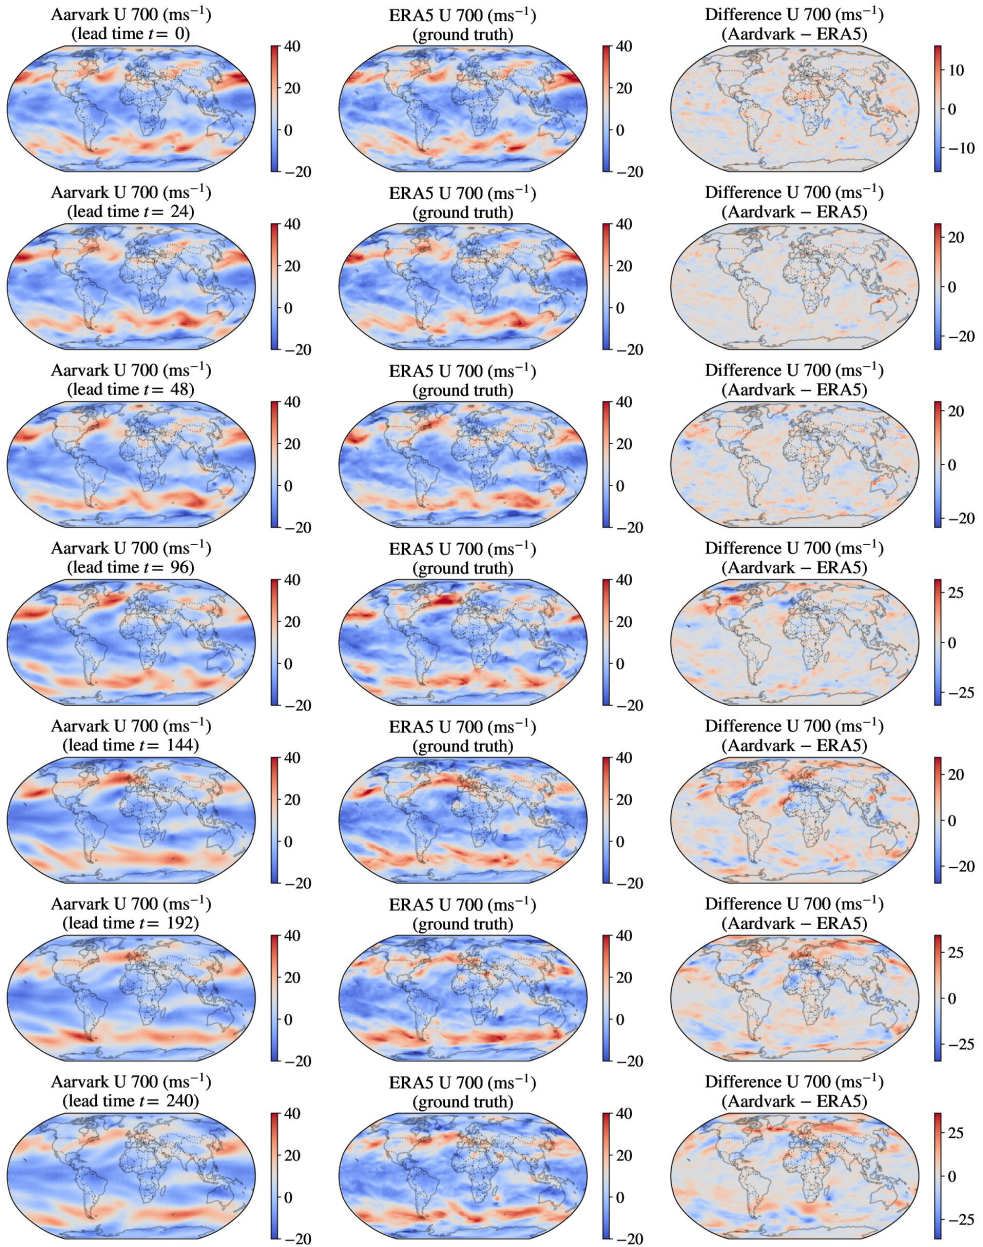 Aarvark U 700 (ms⁻¹)
(lead time t = 0)
40
20
0
−20
ERA5 U 700 (ms⁻¹)
(ground truth)
40
20
0
−20
Difference U 700 (ms⁻¹)
(Aardvark − ERA5)
10
0
−10
Aarvark U 700 (ms⁻¹)
(lead time t = 24)
40
20
0
−20
ERA5 U 700 (ms⁻¹)
(ground truth)
40
20
0
−20
Difference U 700 (ms⁻¹)
(Aardvark − ERA5)
20
0
−20
Aarvark U 700 (ms⁻¹)
(lead time t = 48)
40
20
0
−20
ERA5 U 700 (ms⁻¹)
(ground truth)
40
20
0
−20
Difference U 700 (ms⁻¹)
(Aardvark − ERA5)
20
0
−20
Aarvark U 700 (ms⁻¹)
(lead time t = 96)
40
20
0
−20
ERA5 U 700 (ms⁻¹)
(ground truth)
40
20
0
−20
Difference U 700 (ms⁻¹)
(Aardvark − ERA5)
25
0
−25
Aarvark U 700 (ms⁻¹)
(lead time t = 144)
40
20
0
−20
ERA5 U 700 (ms⁻¹)
(ground truth)
40
20
0
−20
Difference U 700 (ms⁻¹)
(Aardvark − ERA5)
20
0
−20
Aarvark U 700 (ms⁻¹)
(lead time t = 192)
40
20
0
−20
ERA5 U 700 (ms⁻¹)
(ground truth)
40
20
0
−20
Difference U 700 (ms⁻¹)
(Aardvark − ERA5)
25
0
−25
Aarvark U 700 (ms⁻¹)
(lead time t = 240)
40
20
0
−20
ERA5 U 700 (ms⁻¹)
(ground truth)
40
20
0
−20
Difference U 700 (ms⁻¹)
(Aardvark − ERA5)
25
0
−25